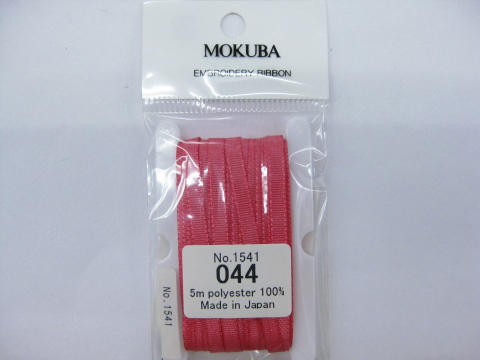 MOKUBA
EMBROIDERY RIBBON
No.1541
044
5m polyester 100%
Made in Japan
No.1541